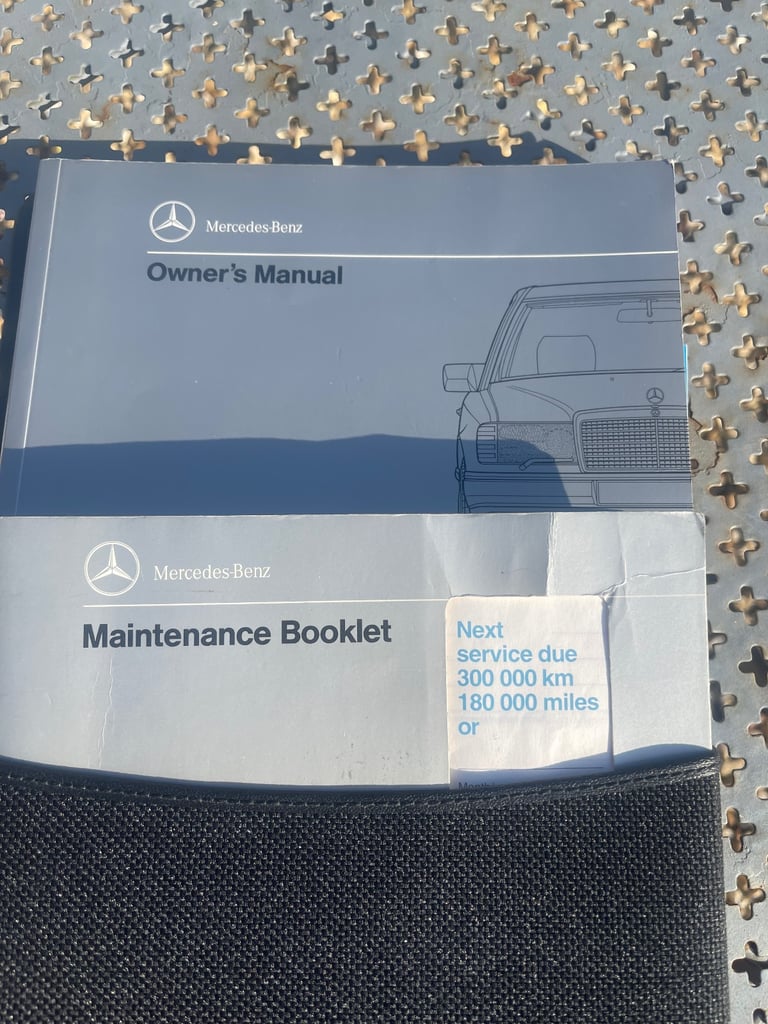 Mercedes-Benz
Owner's Manual
Mercedes-Benz
Maintenance Booklet
Next
service due
300 000 km
180 000 miles
or